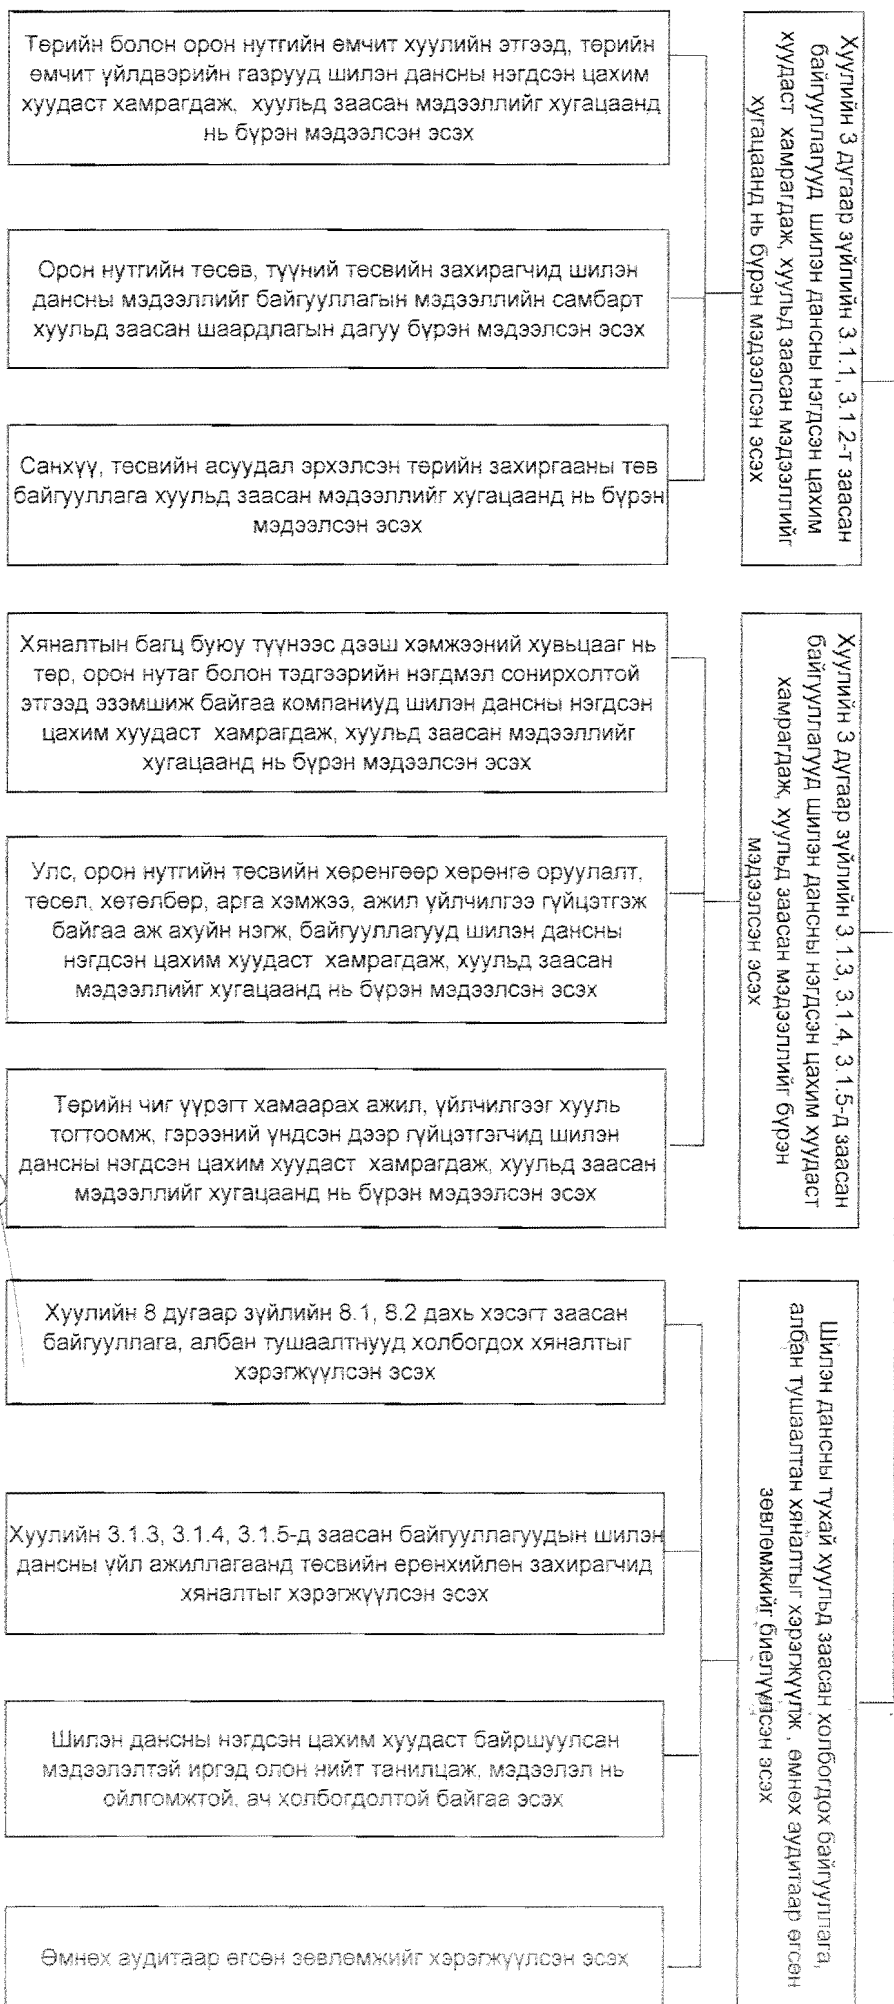 Төрийн болон орон нутгийн өмчит хуулийн этгээд, төрийн
өмчит үйлдвэрийн газрууд шилэн дансны нэгдсэн цахим
хуудаст хамрагдаж, хуульд заасан мэдээллийг хугацаанд
нь бүрэн мэдээлсэн эсэх
Орон нутгийн төсөв, түүний төсвийн захирагчид шилэн
дансны мэдээллийг байгууллагын мэдээллийн самбарт
хуульд заасан шаардлагын дагуу бүрэн мэдээлсэн эсэх
Санхүү, төсвийн асуудал эрхэлсэн төрийн захиргааны төв
байгууллага хуульд заасан мэдээллийг хугацаанд нь бүрэн
мэдээлсэн эсэх
Хуулийн 3 дугаар зүйлийн 3.1.1, 3.1.2-т заасан
байгууллагууд шилэн дансны нэгдсэн цахим
хуудаст хамрагдаж, хуульд заасан мэдээллийг
хугацаанд нь бүрэн мэдээлсэн эсэх
Хяналтын багц буюу түүнээс дээш хэмжээний хувьцааг нь
төр, орон нутаг болон тэдгээрийн нэгдмэл сонирхолтой
этгээд эзэмшиж байгаа компаниуд шилэн дансны нэгдсэн
цахим хуудаст хамрагдаж, хуульд заасан мэдээллийг
хугацаанд нь бүрэн мэдээлсэн эсэх
Улс, орон нутгийн төсвийн хөрөнгөөр хөрөнгө оруулалт,
төсөл, хөтөлбөр, арга хэмжээ, ажил үйлчилгээ гүйцэтгэж
байгаа аж ахуйн нэгж, байгууллагууд шилэн дансны
нэгдсэн цахим хуудаст хамрагдаж, хуульд заасан
мэдээллийг хугацаанд нь бүрэн мэдээлсэн эсэх
Төрийн чиг үүрэгт хамаарах ажил, үйлчилгээг хууль
тогтоомж, гэрээний үндсэн дээр гүйцэтгэгчид шилэн
дансны нэгдсэн цахим хуудаст хамрагдаж, хуульд заасан
мэдээллийг хугацаанд нь бүрэн мэдээлсэн эсэх
Хуулийн 3 дугаар зүйлийн 3.1.3, 3.1.4, 3.1.5-д заасан
байгууллагууд шилэн дансны нэгдсэн цахим хуудаст
хамрагдаж, хуульд заасан мэдээллийг бүрэн
мэдээлсэн эсэх
Хуулийн 8 дугаар зүйлийн 8.1, 8.2 дахь хэсэгт заасан
байгууллага, албан тушаалтнууд холбогдох хяналтыг
хэрэгжүүлсэн эсэх
Хуулийн 3.1.3, 3.1.4, 3.1.5-д заасан байгууллагуудын шилэн
дансны үйл ажиллагаанд төсвийн ерөнхийлөн захирагчид
хяналтыг хэрэгжүүлсэн эсэх
Шилэн дансны нэгдсэн цахим хуудаст байршуулсан
мэдээлэлтэй иргэд олон нийт танилцаж, мэдээлэл нь
ойлгомжтой, ач холбогдолтой байгаа эсэх
Өмнөх аудитаар өгсөн зөвлөмжийг хэрэгжүүлсэн эсэх
Шилэн дансны тухай хуульд заасан холбогдох байгууллага,
албан тушаалтан хяналтыг хэрэгжүүлж , өмнөх аудитаар өгсөн
зөвлөмжийг биелүүлсэн эсэх